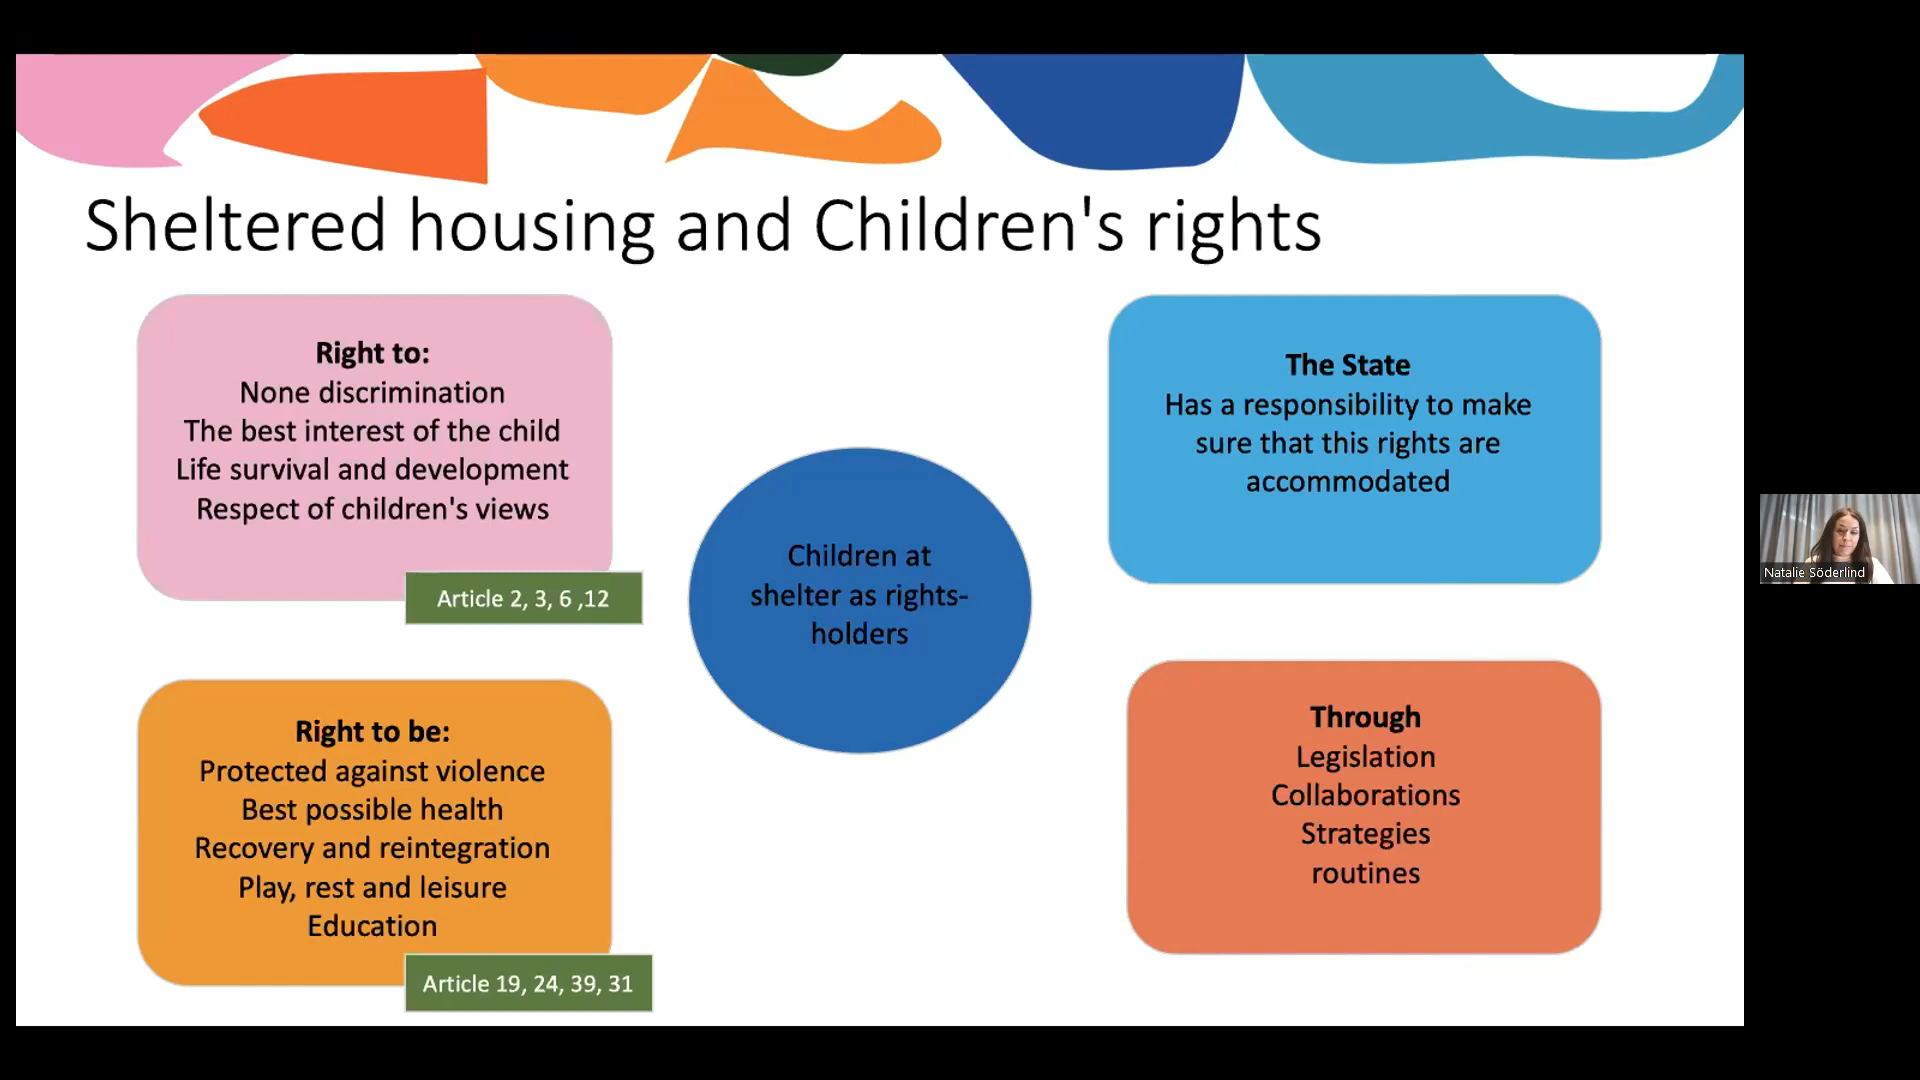 Sheltered housing and Children's rights
Right to:
None discrimination
The best interest of the child
Life survival and development
Respect of children's views
Article 2, 3, 6 ,12
Right to be:
Protected against violence
Best possible health
Recovery and reintegration
Play, rest and leisure
Education
Article 19, 24, 39, 31
Children at
shelter as rights-
holders
The State
Has a responsibility to make
sure that this rights are
accommodated
Through
Legislation
Collaborations
Strategies
routines
Natalie Söderlind